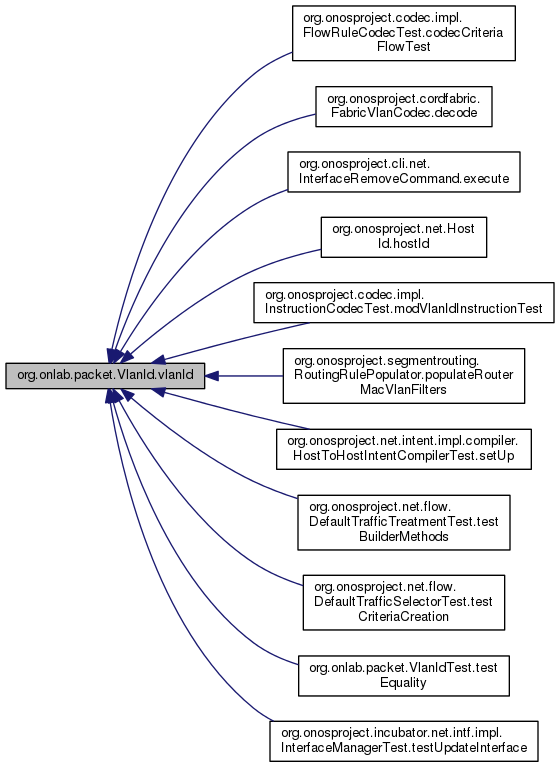 org.onosproject.codec.impl.
FlowRuleCodecTest.codecCriteria
FlowTest
org.onosproject.cordfabric.
FabricVlanCodec.decode
org.onosproject.cli.net.
InterfaceRemoveCommand.execute
org.onosproject.net.Host
Id.hostId
org.onosproject.codec.impl.
InstructionCodecTest.modVlanIdInstructionTest
org.onlab.packet.VlanId.vlanId
org.onosproject.segmentrouting.
RoutingRulePopulator.populateRouter
MacVlanFilters
org.onosproject.net.intent.impl.compiler.
HostToHostIntentCompilerTest.setUp
org.onosproject.net.flow.
DefaultTrafficTreatmentTest.test
BuilderMethods
org.onosproject.net.flow.
DefaultTrafficSelectorTest.test
CriteriaCreation
org.onlab.packet.VlanIdTest.test
Equality
org.onosproject.incubator.net.intf.impl.
InterfaceManagerTest.testUpdateInterface